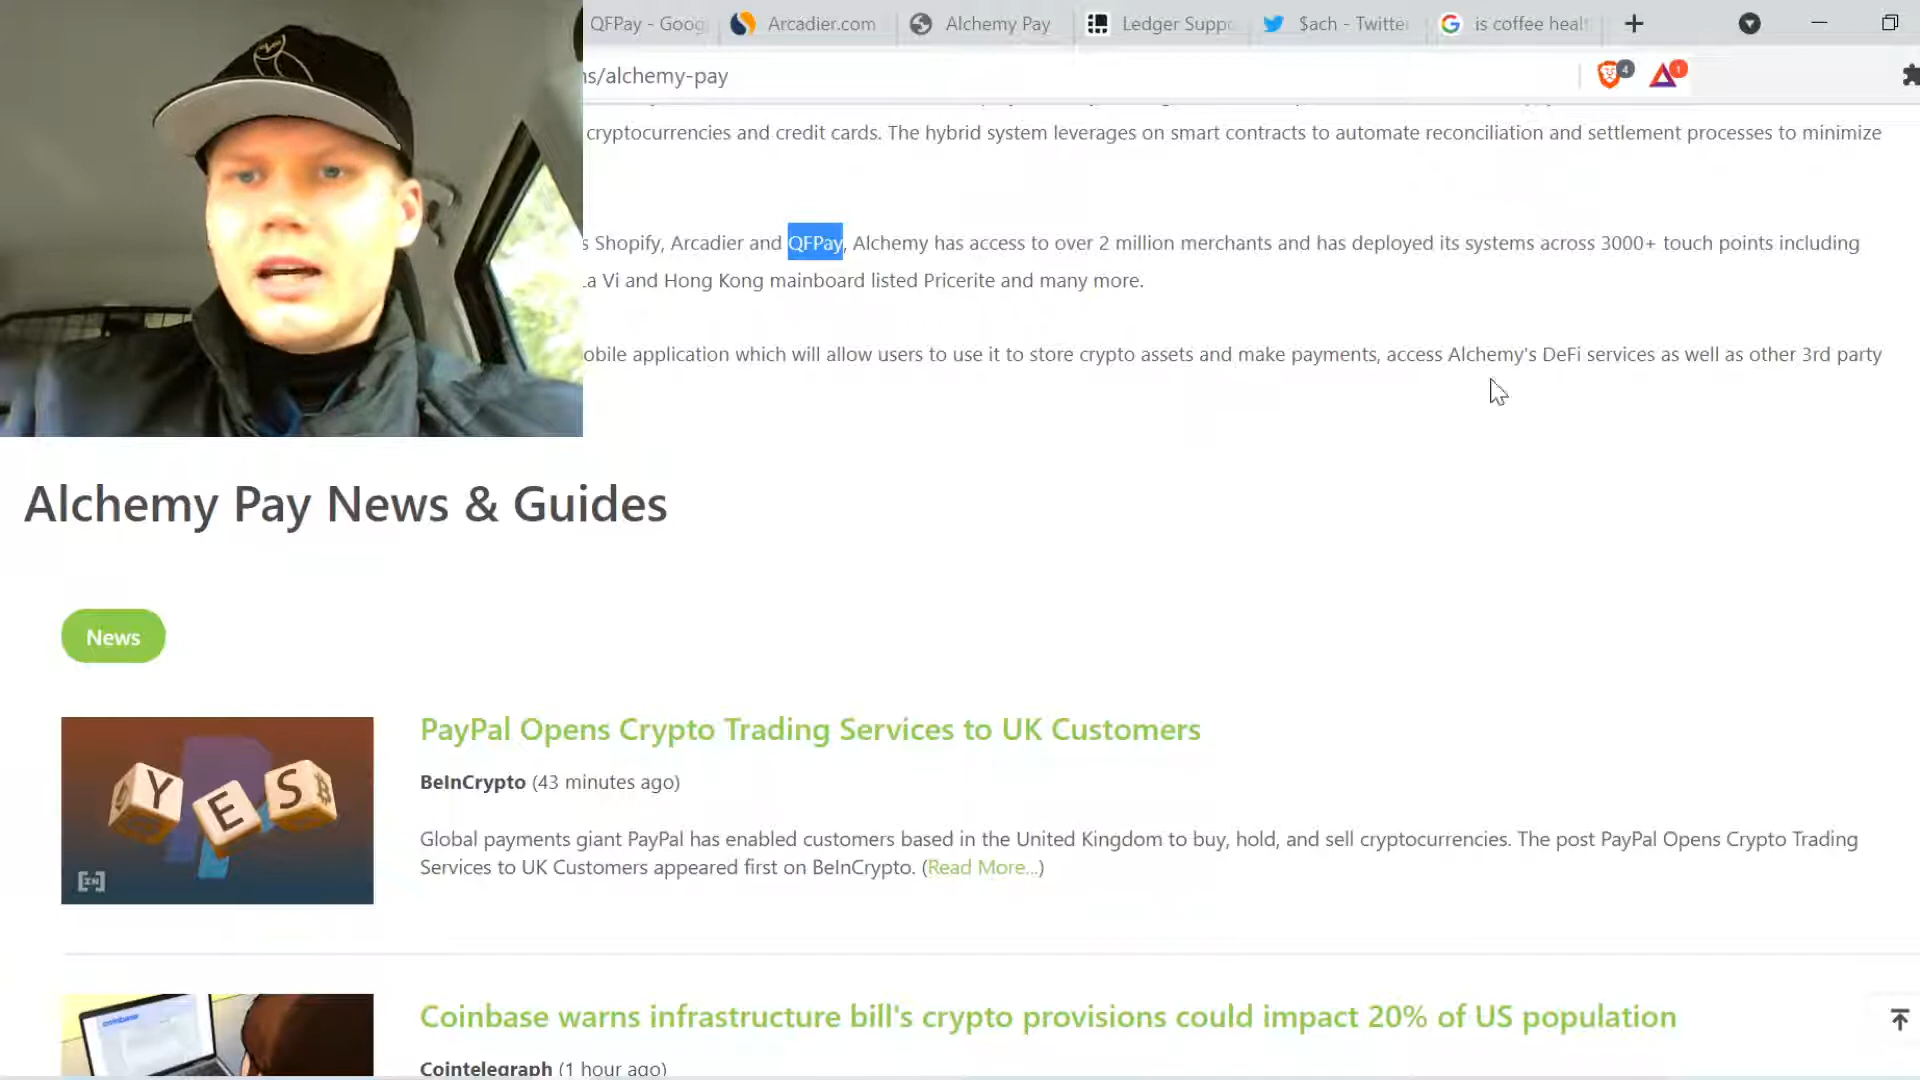 QFPay - Goog
Arcadier.com
Alchemy Pay
Ledger Suppo
$ach - Twitter
is coffee healt
ns/alchemy-pay
4
1
cryptocurrencies and credit cards. The hybrid system leverages on smart contracts to automate reconciliation and settlement processes to minimize
s Shopify, Arcadier and QFPay, Alchemy has access to over 2 million merchants and has deployed its systems across 3000+ touch points including
La Vi and Hong Kong mainboard listed Pricerite and many more.
obile application which will allow users to use it to store crypto assets and make payments, access Alchemy's DeFi services as well as other 3rd party
Alchemy Pay News & Guides
News
YES
PayPal Opens Crypto Trading Services to UK Customers
BeInCrypto (43 minutes ago)
Global payments giant PayPal has enabled customers based in the United Kingdom to buy, hold, and sell cryptocurrencies. The post PayPal Opens Crypto Trading
Services to UK Customers appeared first on BeInCrypto. (Read More...)
coinbase
Coinbase warns infrastructure bill's crypto provisions could impact 20% of US population
Cointelegraph (1 hour ago)